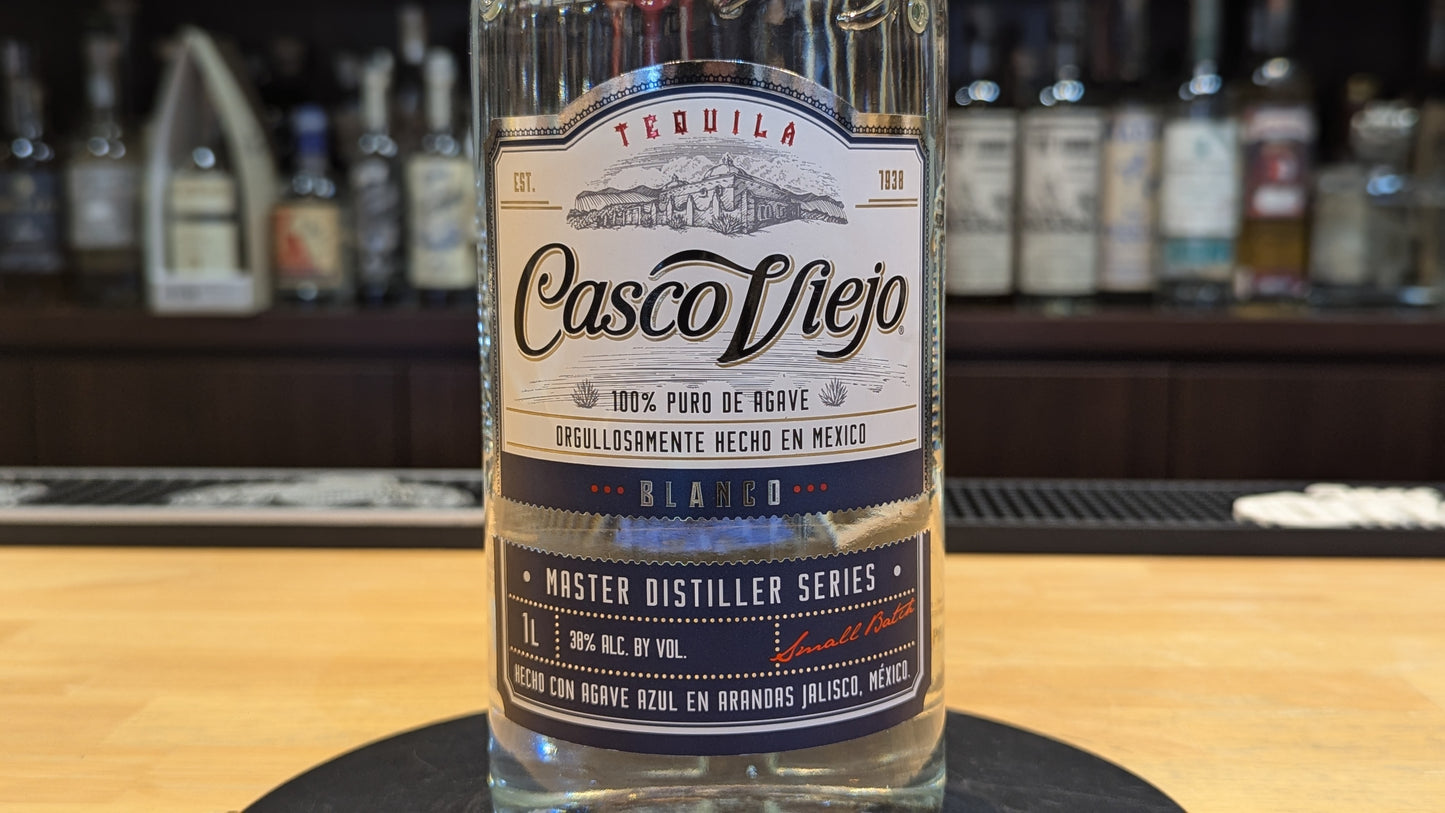 TEQUILA
EST. 1938
Casco Viejo®
100% PURO DE AGAVE
ORGULLOSAMENTE HECHO EN MEXICO
BLANCO
• MASTER DISTILLER SERIES •
1L 38% ALC. BY VOL. Small Batch
HECHO CON AGAVE AZUL EN ARANDAS JALISCO, MÉXICO.